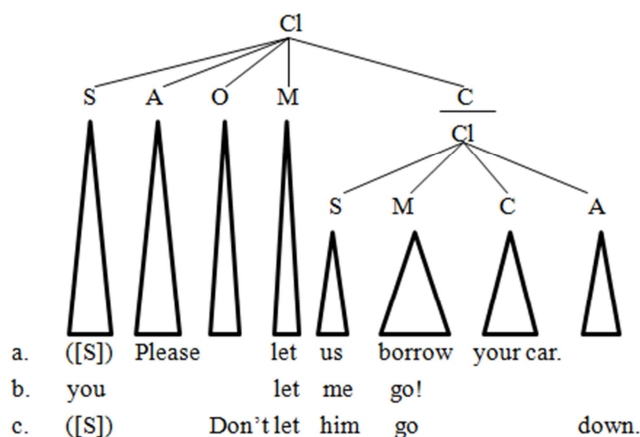 Cl
S A O M C
Cl
S M C A
a. ([S]) Please let us borrow your car.
b. you let me go!
c. ([S]) Don't let him go down.